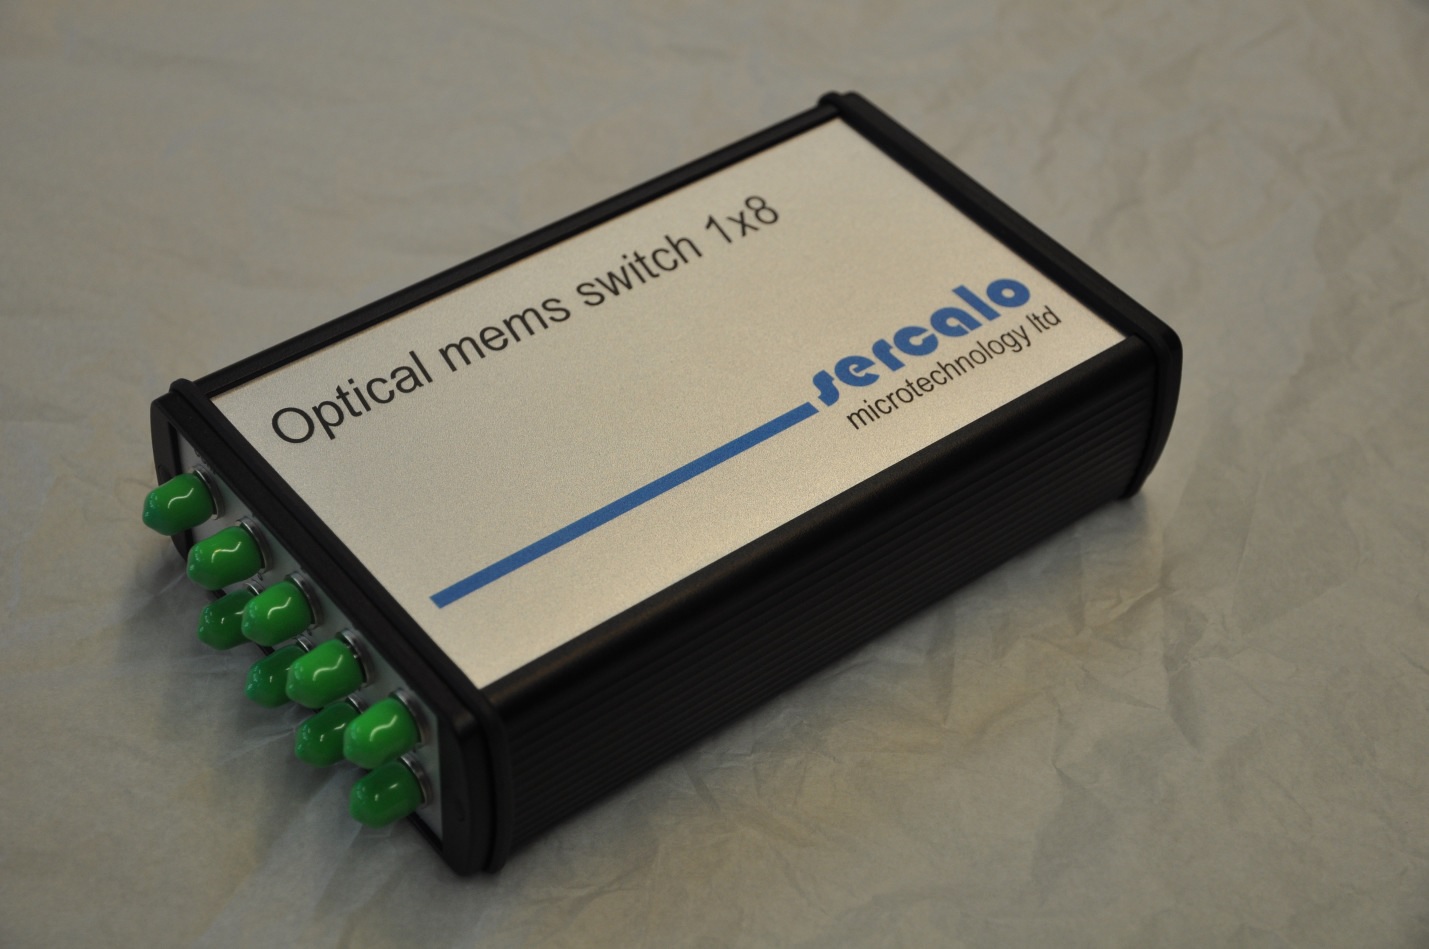 Optical mems switch 1x8
sercalo
microtechnology ltd